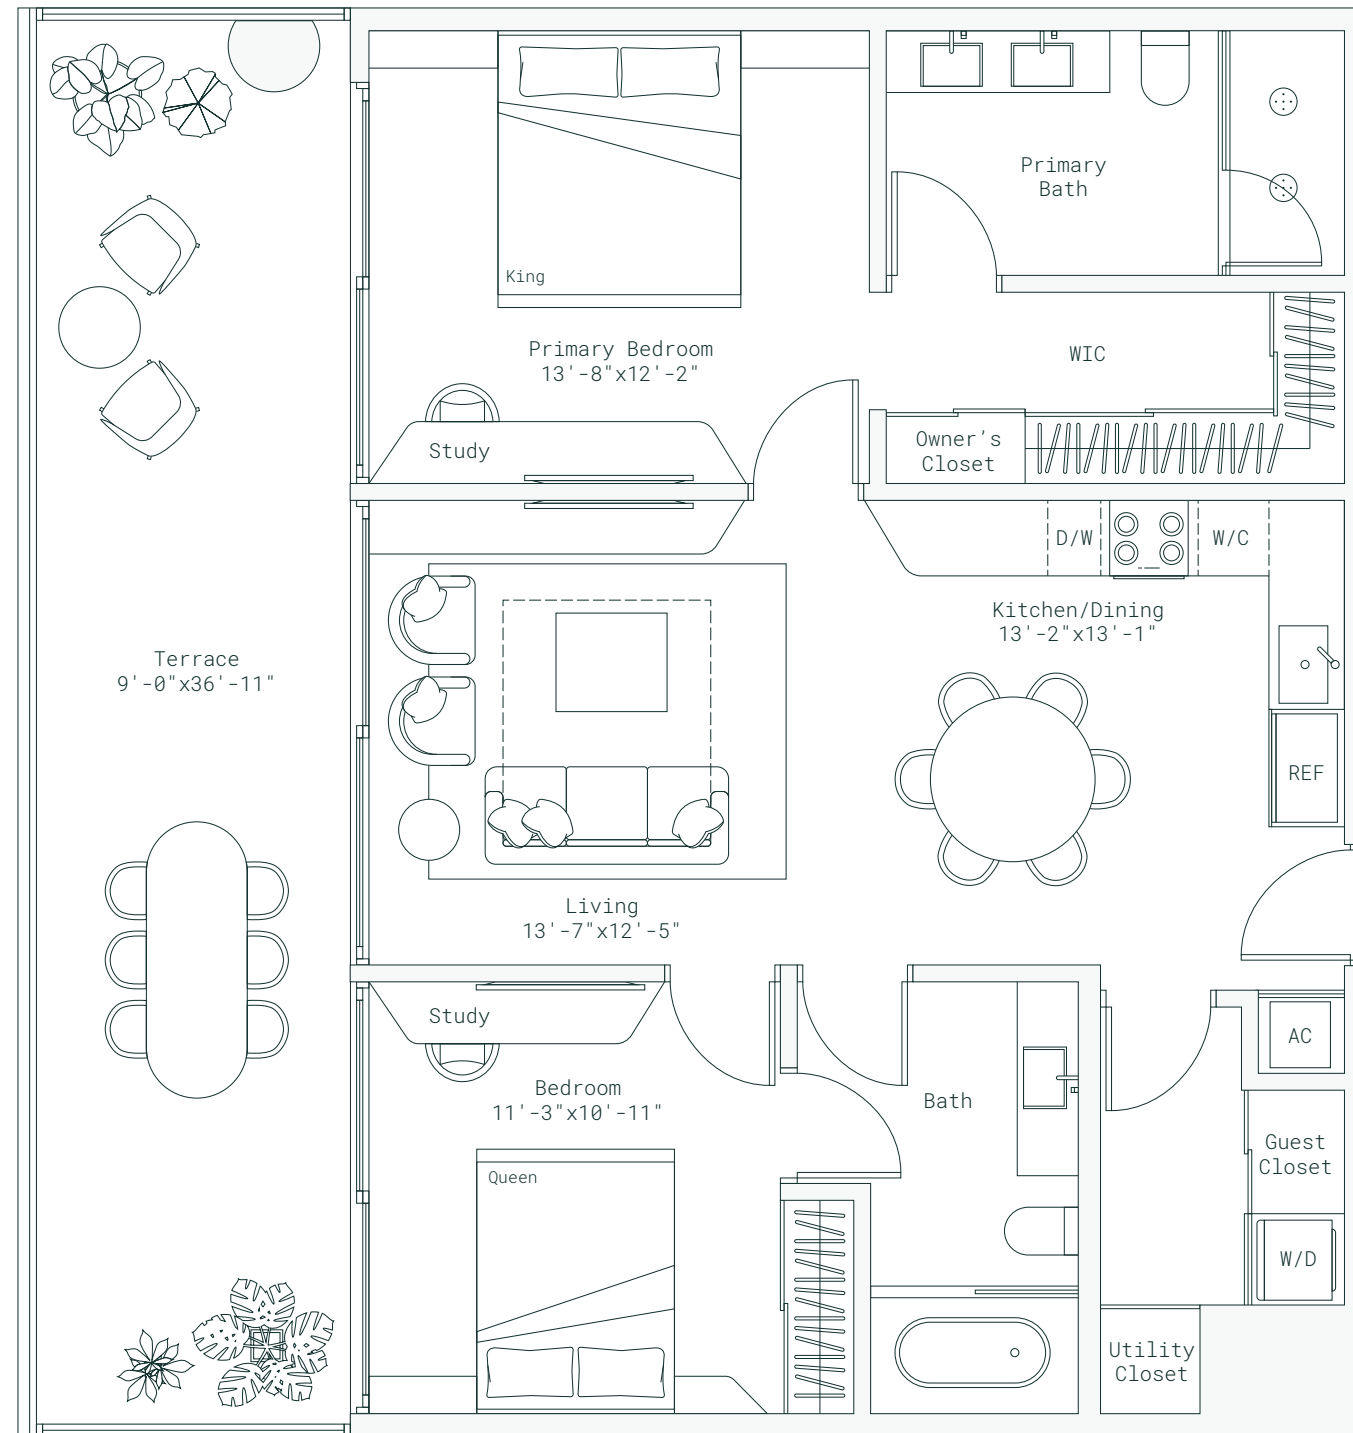 Primary
Bath
King
Primary Bedroom
13'-8"x12'-2"
WIC
Study
Owner's
Closet
D/W
W/C
Kitchen/Dining
13'-2"x13'-1"
Terrace
9'-0"x36'-11"
REF
Living
13'-7"x12'-5"
Study
AC
Bedroom
11'-3"x10'-11"
Bath
Guest
Closet
Queen
W/D
Utility
Closet